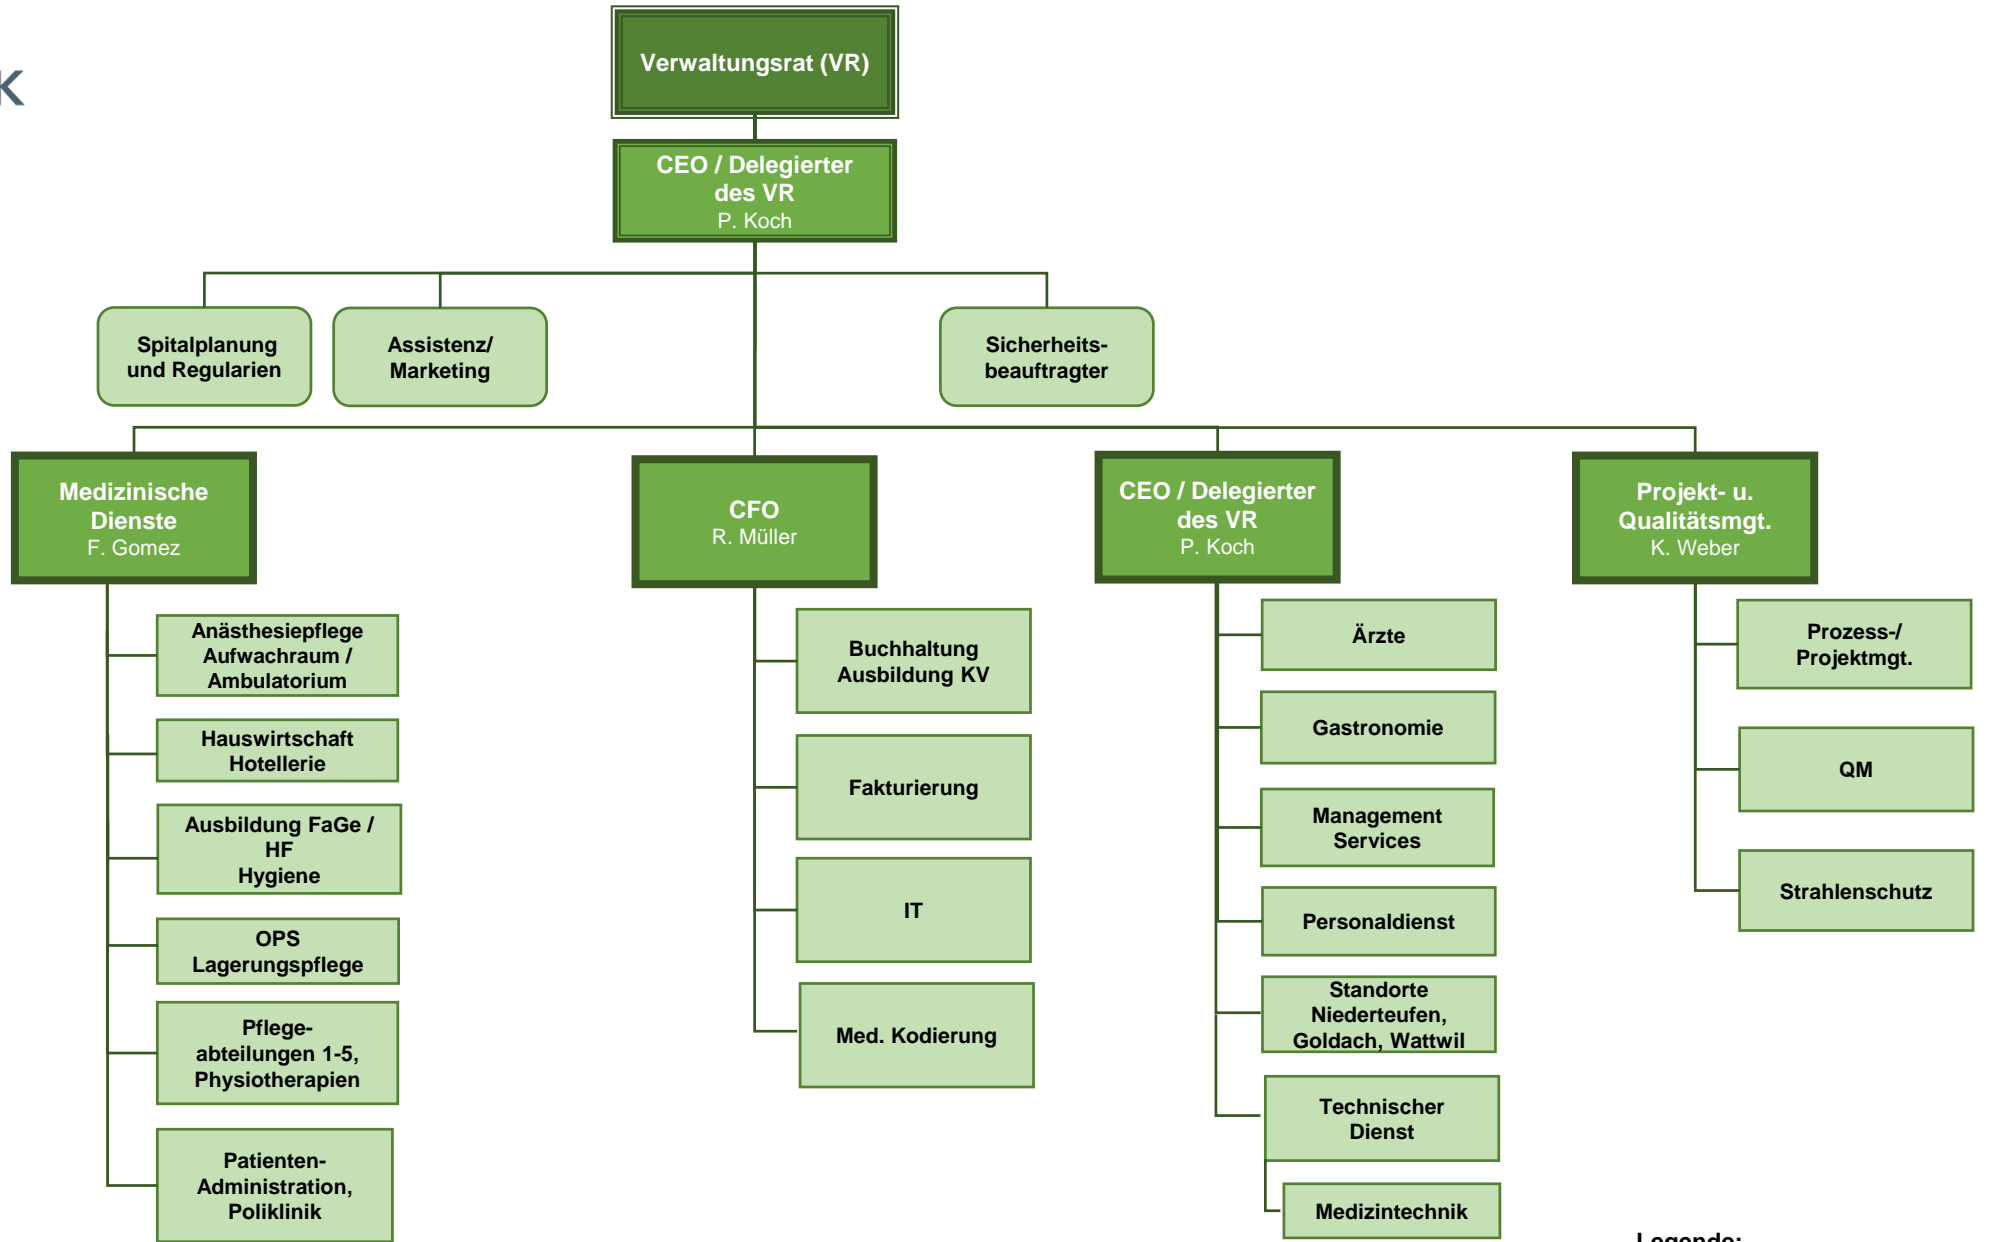 K
Verwaltungsrat (VR)
CEO / Delegierter
des VR
P. Koch
Spitalplanung
und Regularien
Assistenz/
Marketing
Sicherheits-
beauftragter
Medizinische
Dienste
F. Gomez
CFO
R. Müller
CEO / Delegierter
des VR
P. Koch
Projekt- u.
Qualitätsmgt.
K. Weber
Anästhesiepflege
Aufwachraum /
Ambulatorium
Hauswirtschaft
Hotellerie
Ausbildung FaGe /
HF
Hygiene
OPS
Lagerungspflege
Pflege-
abteilungen 1-5,
Physiotherapien
Patienten-
Administration,
Poliklinik
Buchhaltung
Ausbildung KV
Fakturierung
IT
Med. Kodierung
Ärzte
Gastronomie
Management
Services
Personaldienst
Standorte
Niederteufen,
Goldach, Wattwil
Technischer
Dienst
Medizintechnik
Prozess-/
Projektmgt.
QM
Strahlenschutz
Legende: